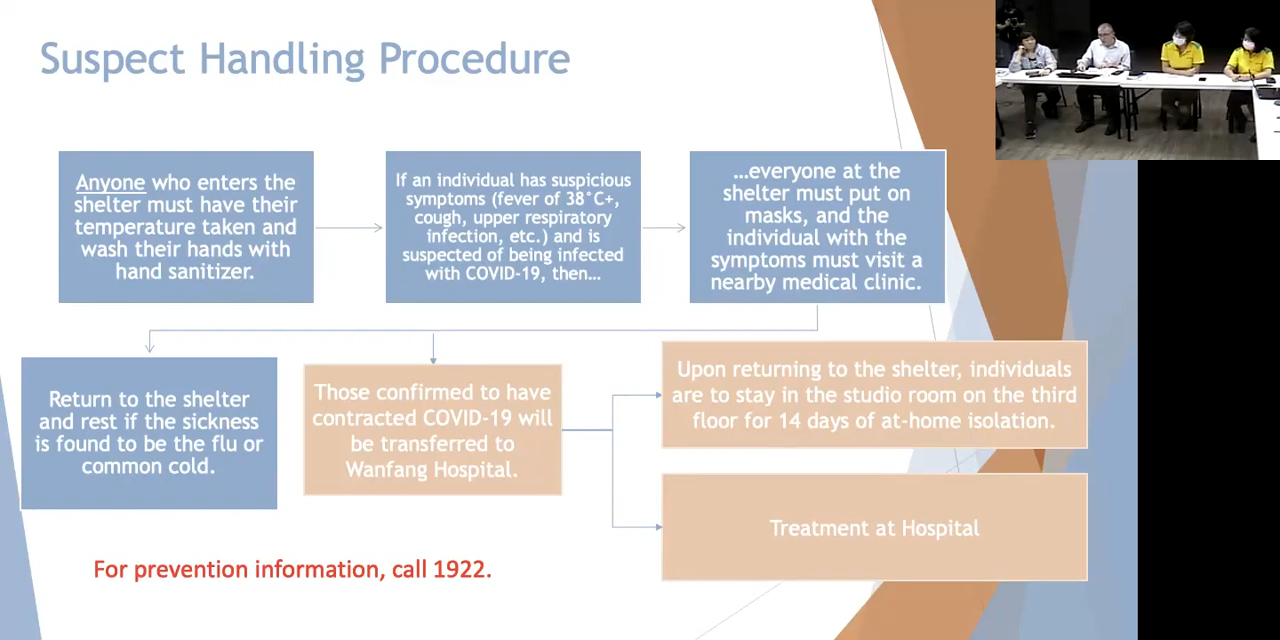 Suspect Handling Procedure
Anyone who enters the
shelter must have their
temperature taken and
wash their hands with
hand sanitizer.
If an individual has suspicious
symptoms (fever of 38°C+,
cough, upper respiratory
infection, etc.) and is
suspected of being infected
with COVID-19, then…
…everyone at the
shelter must put on
masks, and the
individual with the
symptoms must visit a
nearby medical clinic.
Return to the shelter
and rest if the sickness
is found to be the flu or
common cold.
Those confirmed to have
contracted COVID-19 will
be transferred to
Wanfang Hospital.
Upon returning to the shelter, individuals
are to stay in the studio room on the third
floor for 14 days of at-home isolation.
Treatment at Hospital
For prevention information, call 1922.